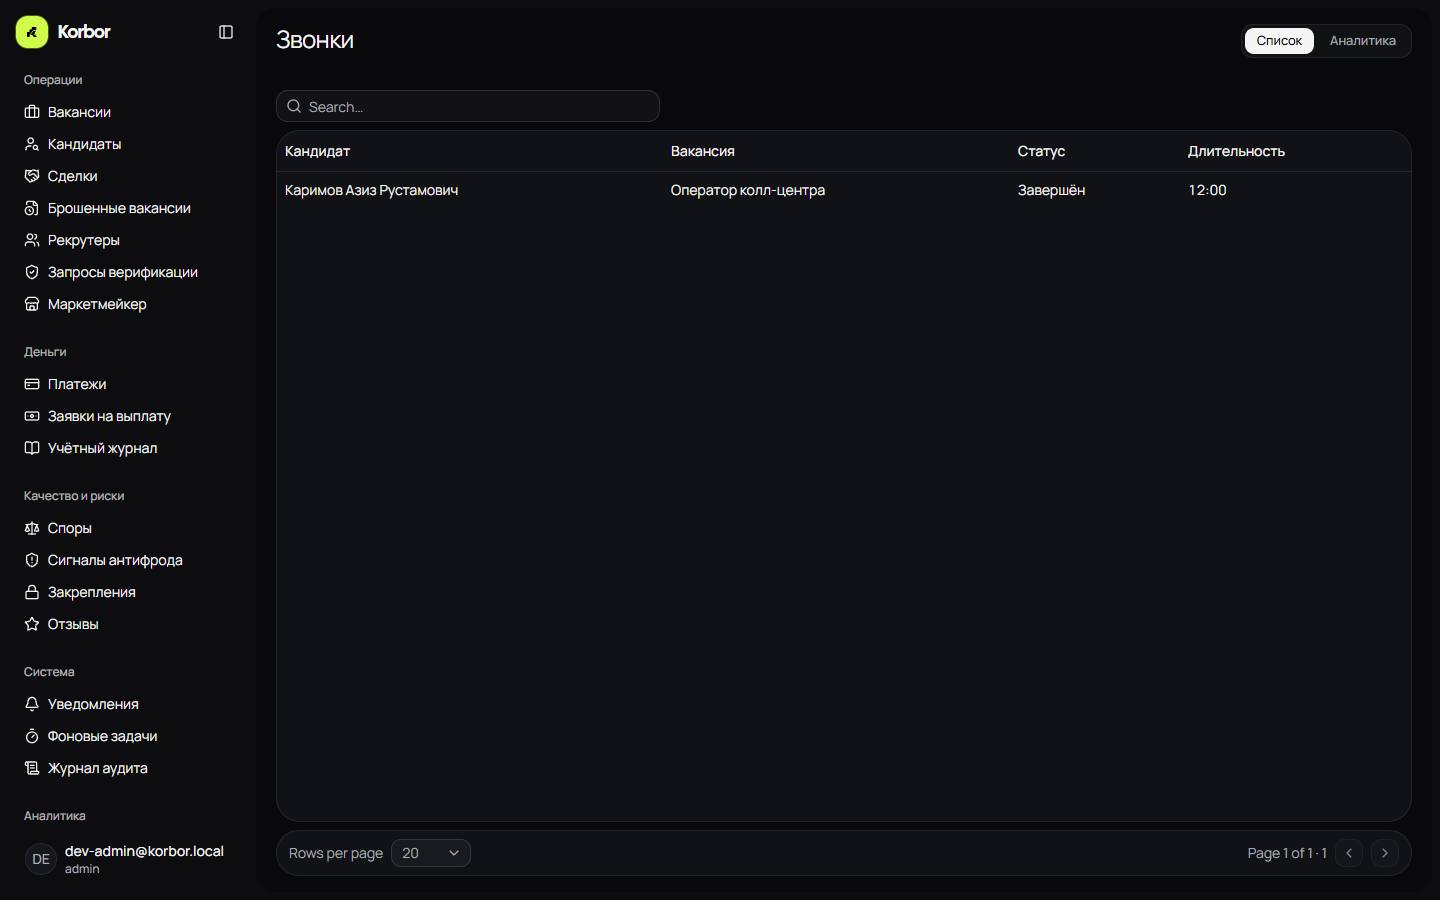 Korbor
Операции
Вакансии
Кандидаты
Сделки
Брошенные вакансии
Рекрутеры
Запросы верификации
Маркетмейкер
Деньги
Платежи
Заявки на выплату
Учётный журнал
Качество и риски
Споры
Сигналы антифрода
Закрепления
Отзывы
Система
Уведомления
Фоновые задачи
Журнал аудита
Аналитика
DE dev-admin@korbor.local
admin
Звонки
Список Аналитика
Search...
Кандидат Вакансия Статус Длительность
Каримов Азиз Рустамович Оператор колл-центра Завершён 12:00
Rows per page 20 Page 1 of 1 · 1